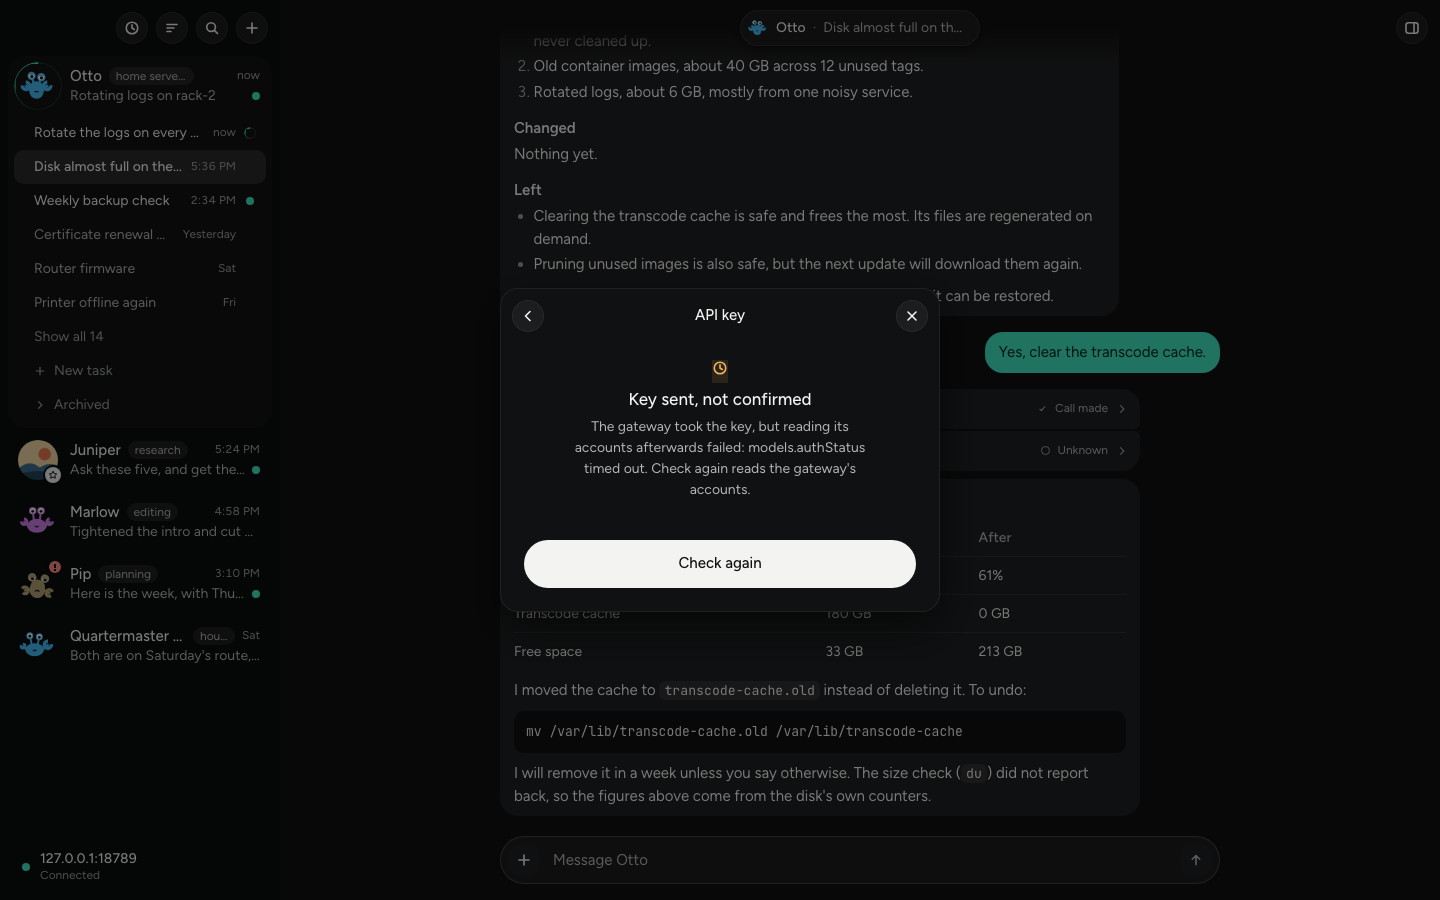 Otto home serve... now
Rotating logs on rack-2
Rotate the logs on every ... now
Disk almost full on the... 5:36 PM
Weekly backup check 2:34 PM
Certificate renewal ... Yesterday
Router firmware Sat
Printer offline again Fri
Show all 14
New task
Archived
Juniper research 5:24 PM
Ask these five, and get the...
Marlow editing 4:58 PM
Tightened the intro and cut ...
Pip planning 3:10 PM
Here is the week, with Thu...
Quartermaster ... hou... Sat
Both are on Saturday's route,...
127.0.0.1:18789
Connected
Otto · Disk almost full on th...
never cleaned up.
2. Old container images, about 40 GB across 12 unused tags.
3. Rotated logs, about 6 GB, mostly from one noisy service.
Changed
Nothing yet.
Left
• Clearing the transcode cache is safe and frees the most. Its files are regenerated on
demand.
• Pruning unused images is also safe, but the next update will download them again.
it can be restored.
Yes, clear the transcode cache.
Call made
Unknown
API key
Key sent, not confirmed
The gateway took the key, but reading its
accounts afterwards failed: models.authStatus
timed out. Check again reads the gateway's
accounts.
Check again
After
61%
Transcode cache 180 GB 0 GB
Free space 33 GB 213 GB
I moved the cache to transcode-cache.old instead of deleting it. To undo:
mv /var/lib/transcode-cache.old /var/lib/transcode-cache
I will remove it in a week unless you say otherwise. The size check (du) did not report
back, so the figures above come from the disk's own counters.
Message Otto